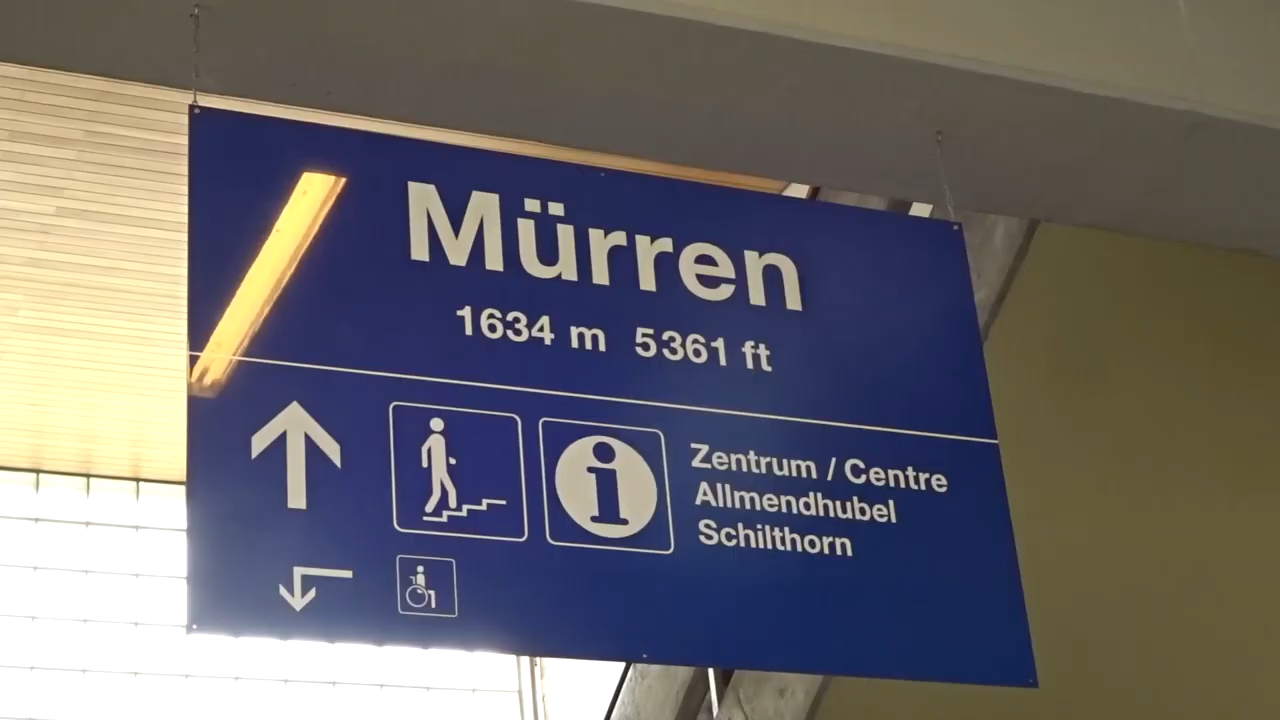 Mürren
1634 m 5361 ft
Zentrum / Centre
Allmendhubel
Schilthorn